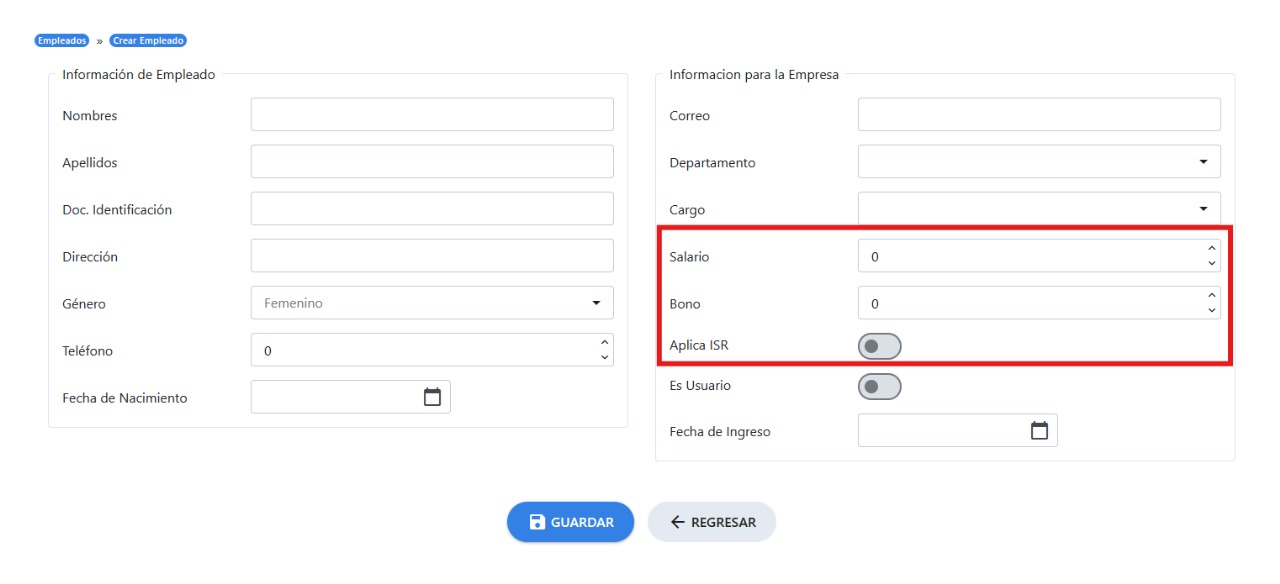 Empleados » Crear Empleado
Información de Empleado
Nombres
Apellidos
Doc. Identificación
Dirección
Género Femenino
Teléfono 0
Fecha de Nacimiento
Informacion para la Empresa
Correo
Departamento
Cargo
Salario 0
Bono 0
Aplica ISR
Es Usuario
Fecha de Ingreso
GUARDAR REGRESAR